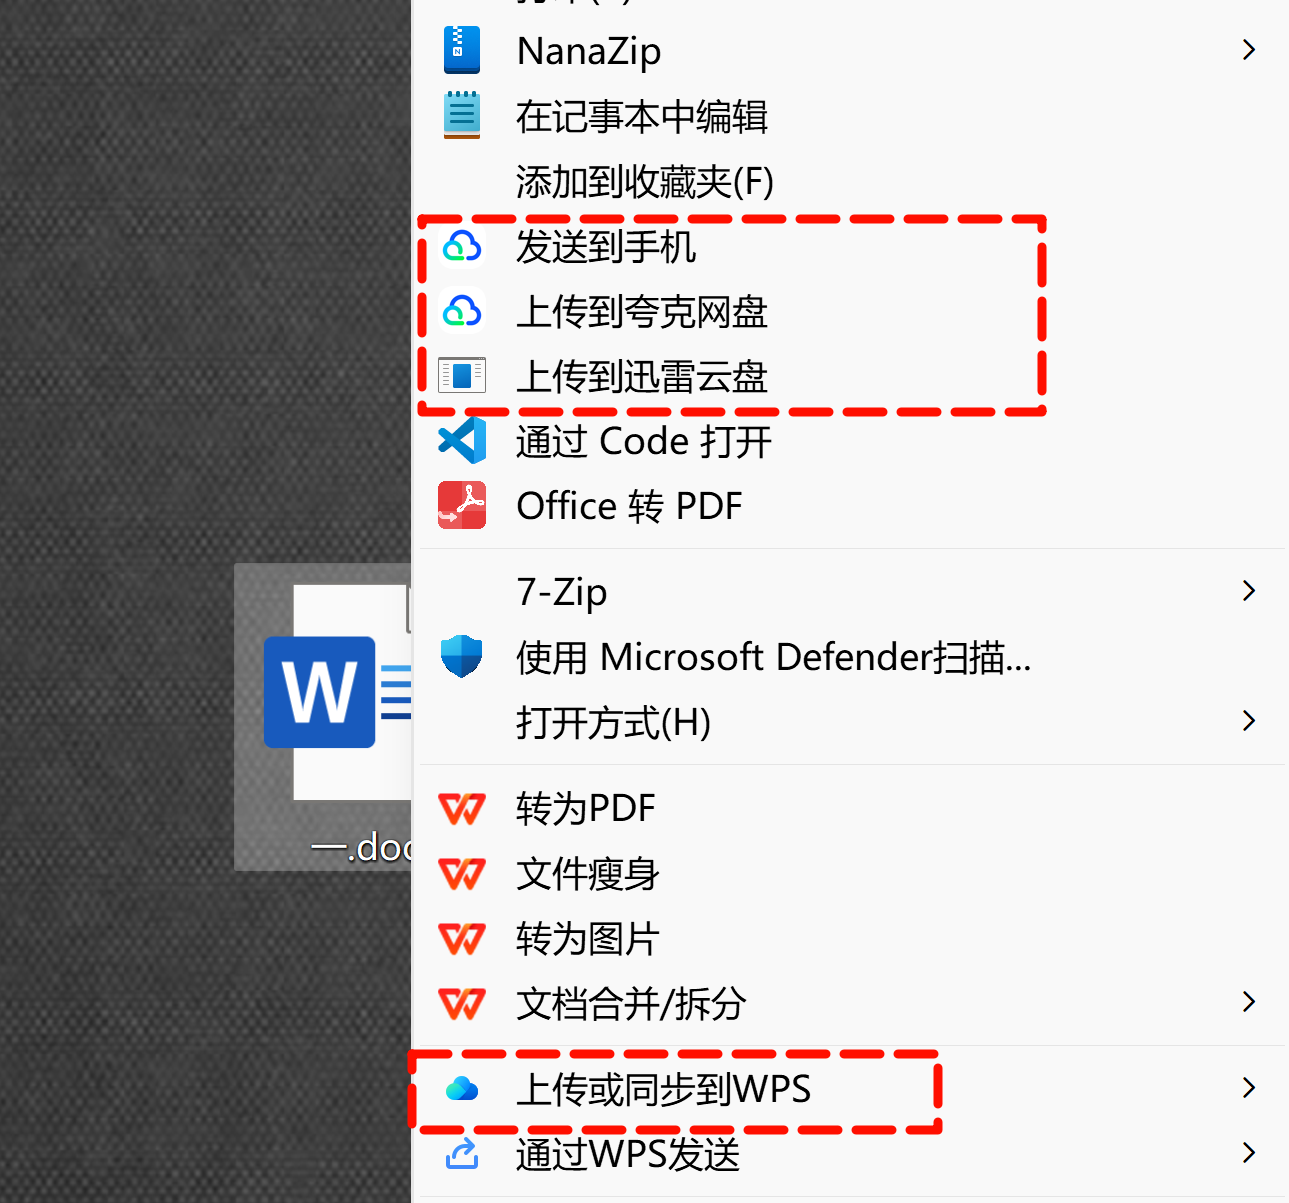 NanaZip
在记事本中编辑
添加到收藏夹(F)
发送到手机
上传到夸克网盘
上传到迅雷云盘
通过 Code 打开
Office 转 PDF
7-Zip
使用 Microsoft Defender扫描...
打开方式(H)
W
一.doc
转为PDF
文件瘦身
转为图片
文档合并/拆分
上传或同步到WPS
通过WPS发送